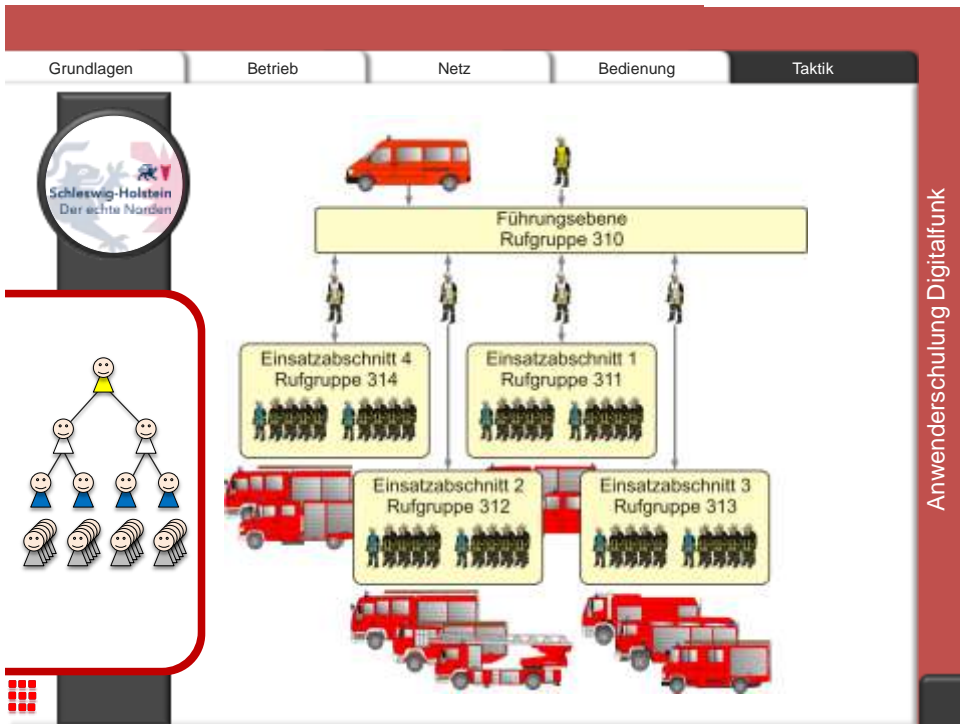 Grundlagen
Betrieb
Netz
Bedienung
Taktik
Schleswig-Holstein
Der echte Norden
Führungsebene
Rufgruppe 310
Einsatzabschnitt 4
Rufgruppe 314
Einsatzabschnitt 1
Rufgruppe 311
Einsatzabschnitt 2
Rufgruppe 312
Einsatzabschnitt 3
Rufgruppe 313
Anwenderschulung Digitalfunk